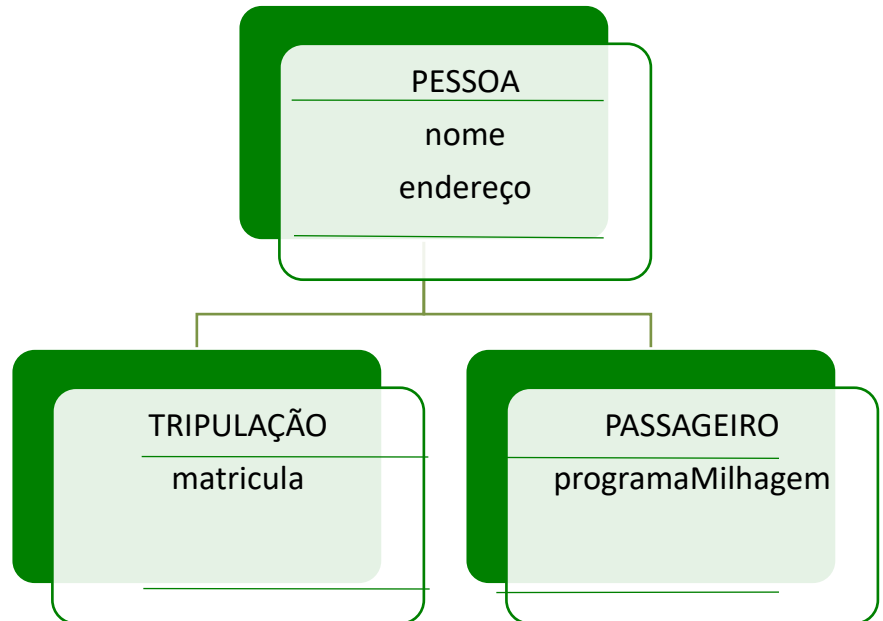 PESSOA
nome
endereço
TRIPULAÇÃO
matricula
PASSAGEIRO
programaMilhagem